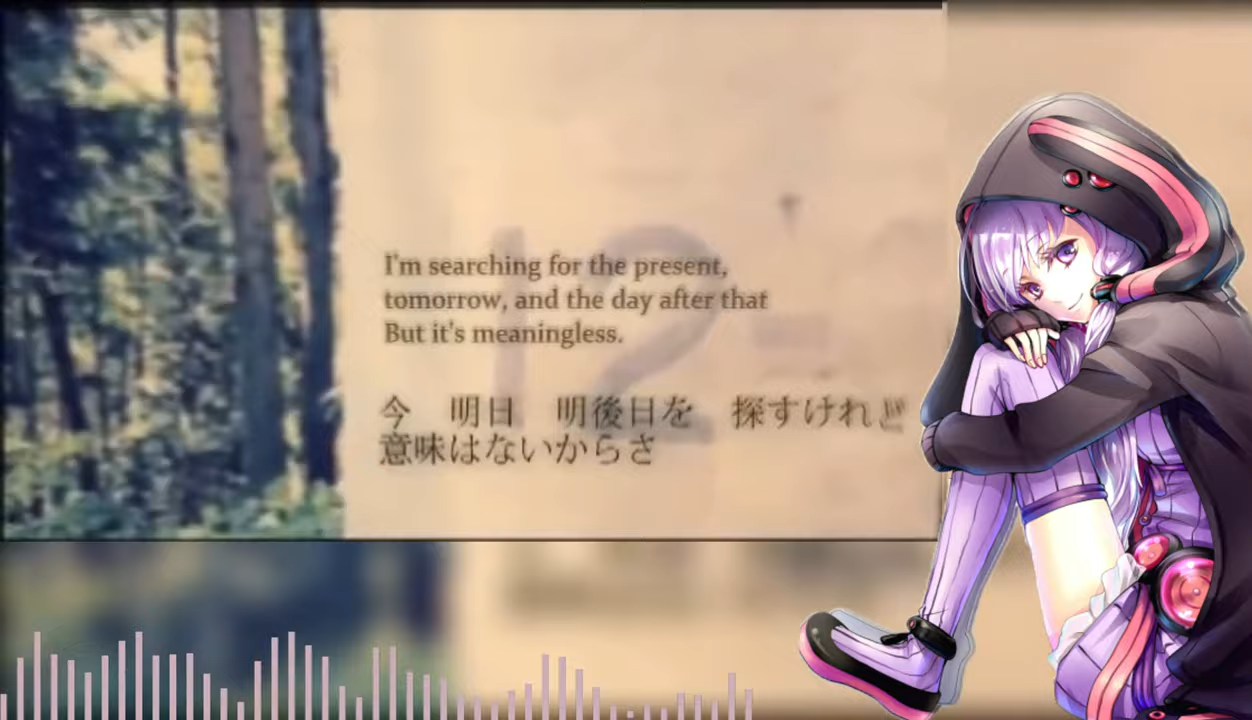 12
I'm searching for the present,
tomorrow, and the day after that
But it's meaningless.
今　明日　明後日を　探すけれど
意味はないからさ